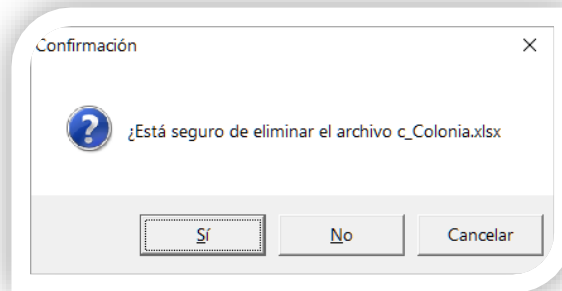 Confirmación
¿Está seguro de eliminar el archivo c_Colonia.xlsx
Sí
No
Cancelar